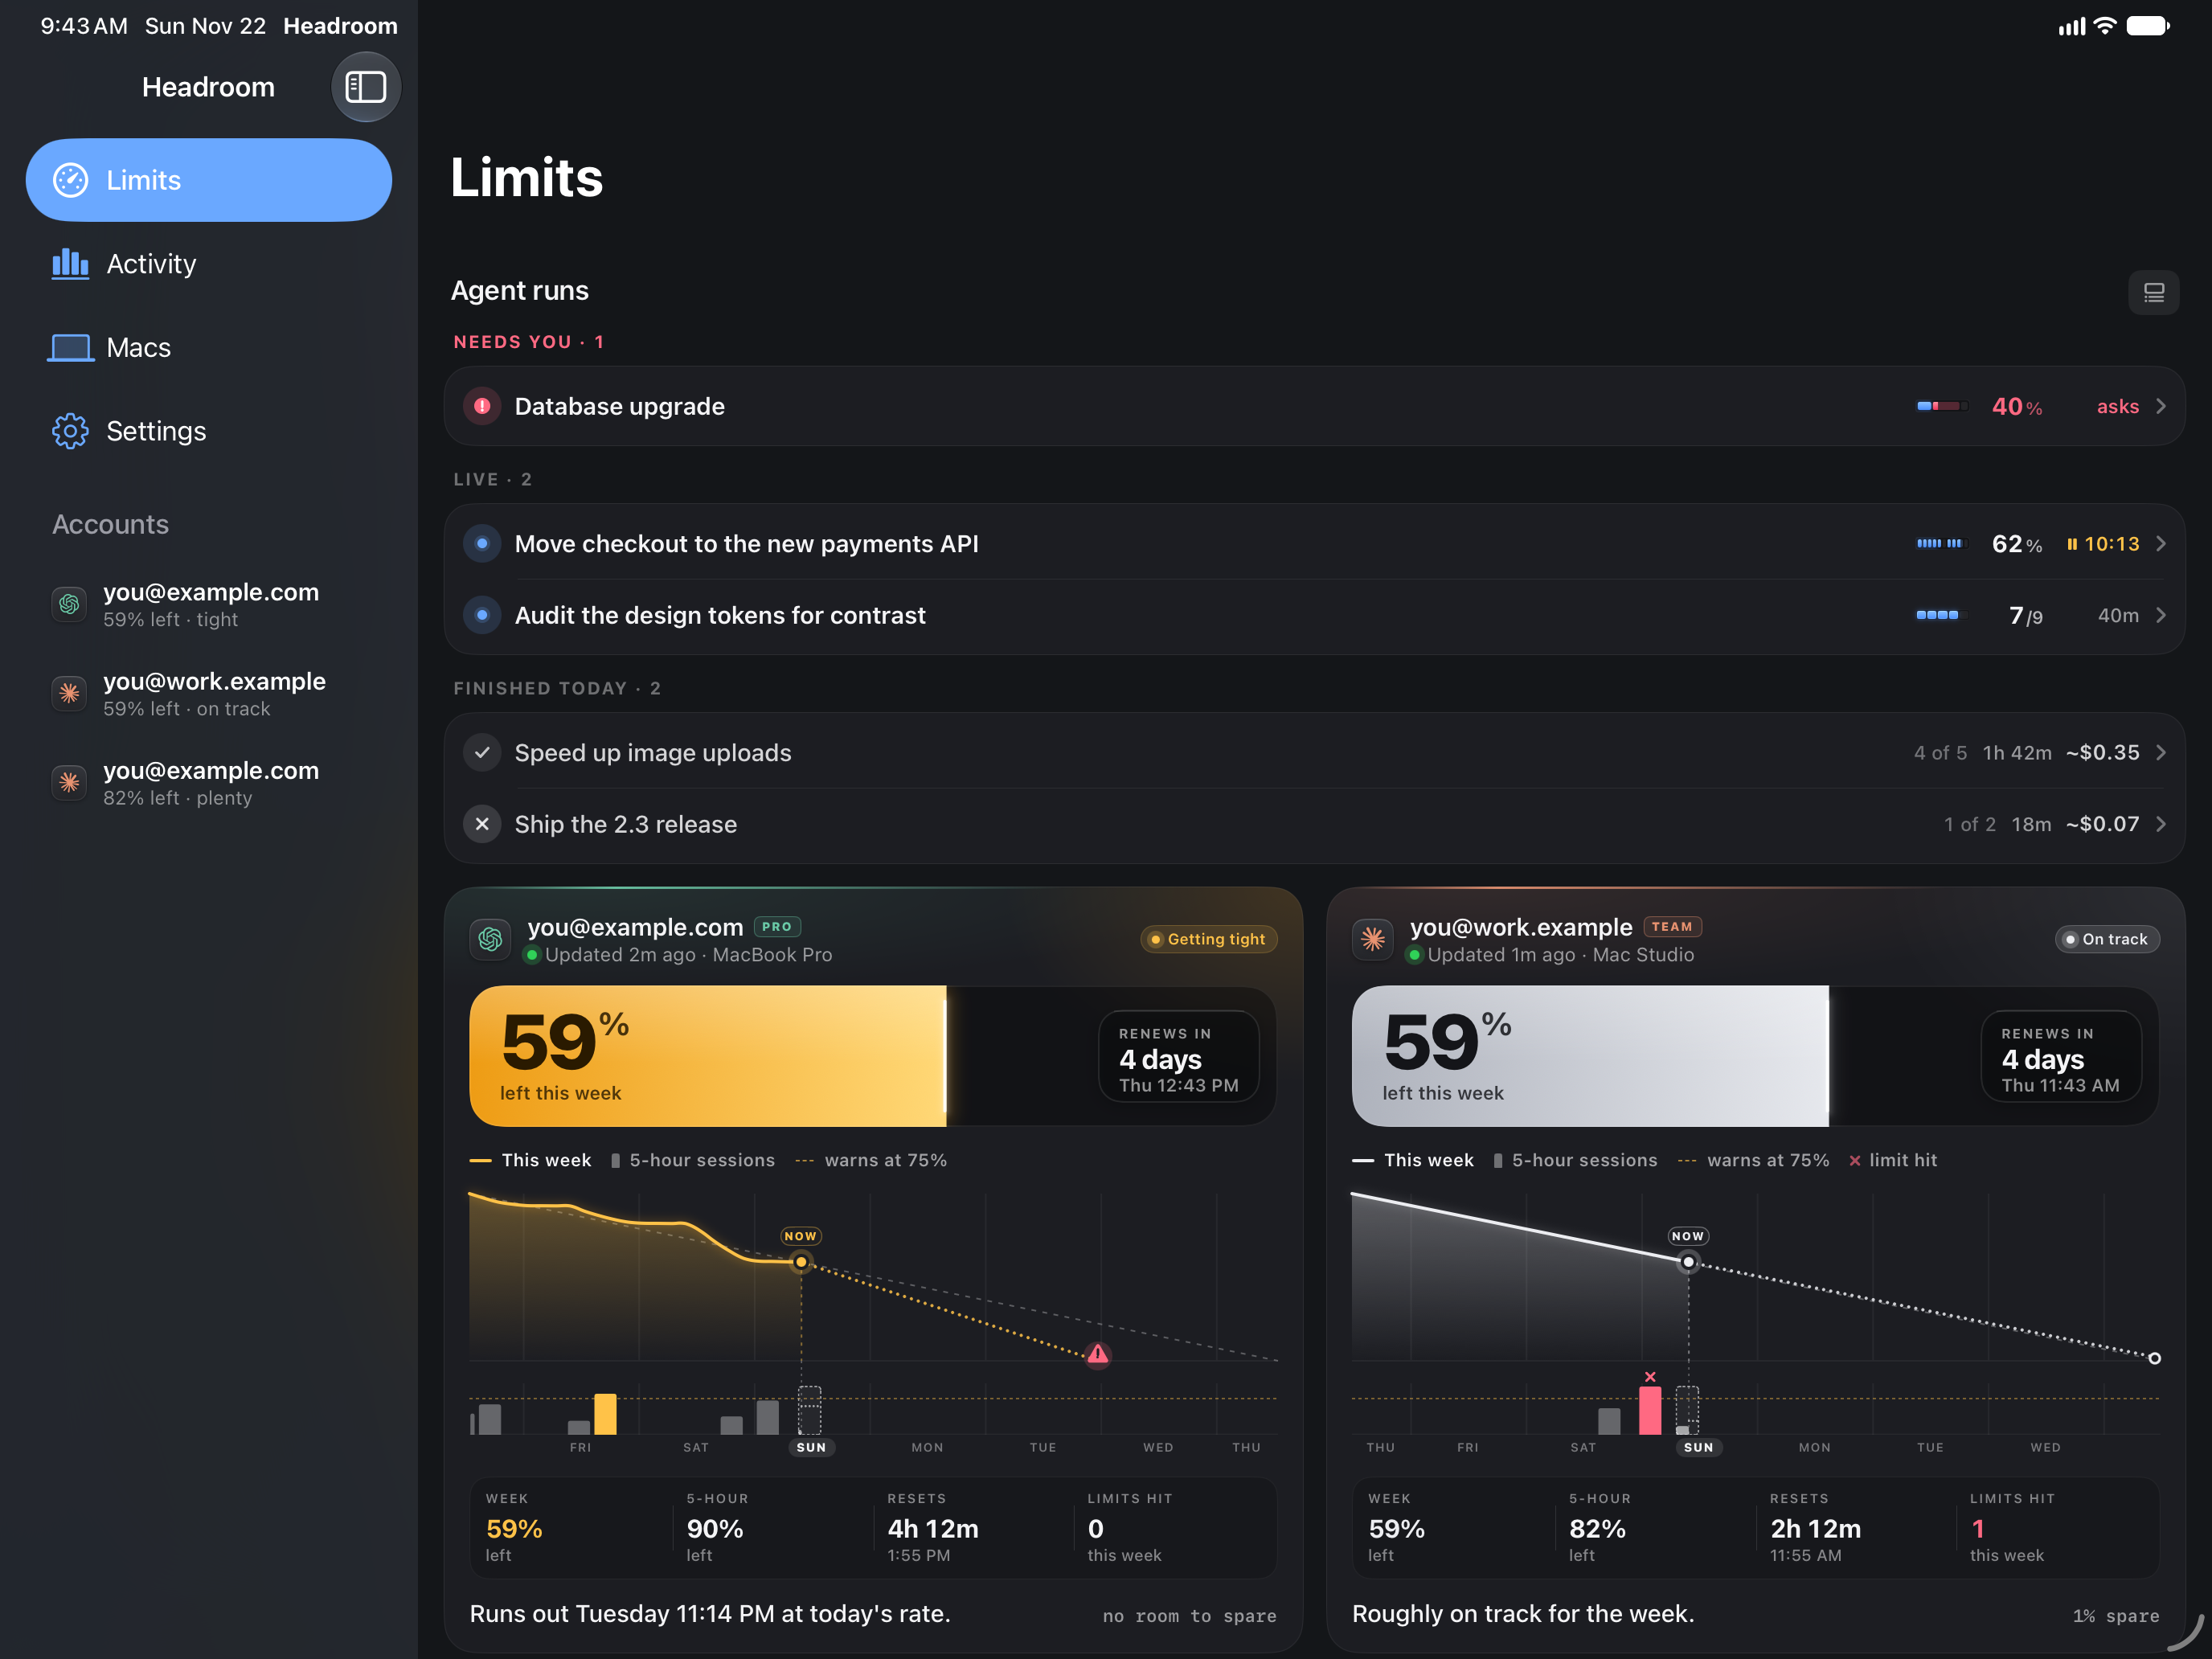 9:43 AM Sun Nov 22 Headroom
Headroom
Limits
Activity
Macs
Settings
Accounts
you@example.com
59% left · tight
you@work.example
59% left · on track
you@example.com
82% left · plenty
Limits
Agent runs
NEEDS YOU · 1
Database upgrade 40% asks
LIVE · 2
Move checkout to the new payments API 62% 10:13
Audit the design tokens for contrast 7/9 40m
FINISHED TODAY · 2
Speed up image uploads 4 of 5 1h 42m ~$0.35
Ship the 2.3 release 1 of 2 18m ~$0.07
you@example.com PRO
Updated 2m ago · MacBook Pro
Getting tight
59%
left this week
RENEWS IN
4 days
Thu 12:43 PM
This week 5-hour sessions warns at 75%
NOW
FRI SAT SUN MON TUE WED THU
WEEK 5-HOUR RESETS LIMITS HIT
59% 90% 4h 12m 0
left left 1:55 PM this week
Runs out Tuesday 11:14 PM at today's rate. no room to spare
you@work.example TEAM
Updated 1m ago · Mac Studio
On track
59%
left this week
RENEWS IN
4 days
Thu 11:43 AM
This week 5-hour sessions warns at 75% limit hit
NOW
THU FRI SAT SUN MON TUE WED
WEEK 5-HOUR RESETS LIMITS HIT
59% 82% 2h 12m 1
left left 11:55 AM this week
Roughly on track for the week. 1% spare